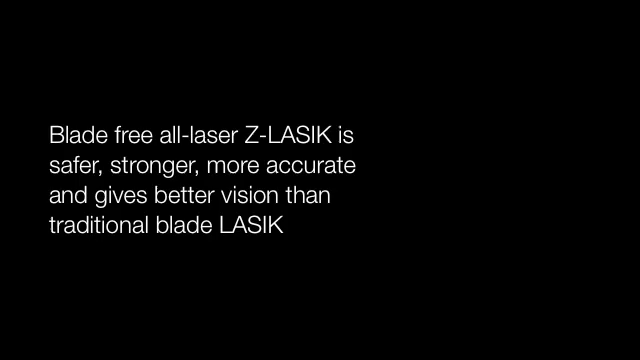 Blade free all-laser Z-LASIK is
safer, stronger, more accurate
and gives better vision than
traditional blade LASIK